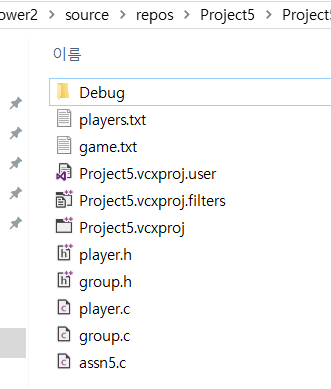 ower2 > source > repos > Project5 > Project5
이름
Debug
players.txt
game.txt
Project5.vcxproj.user
Project5.vcxproj.filters
Project5.vcxproj
player.h
group.h
player.c
group.c
assn5.c